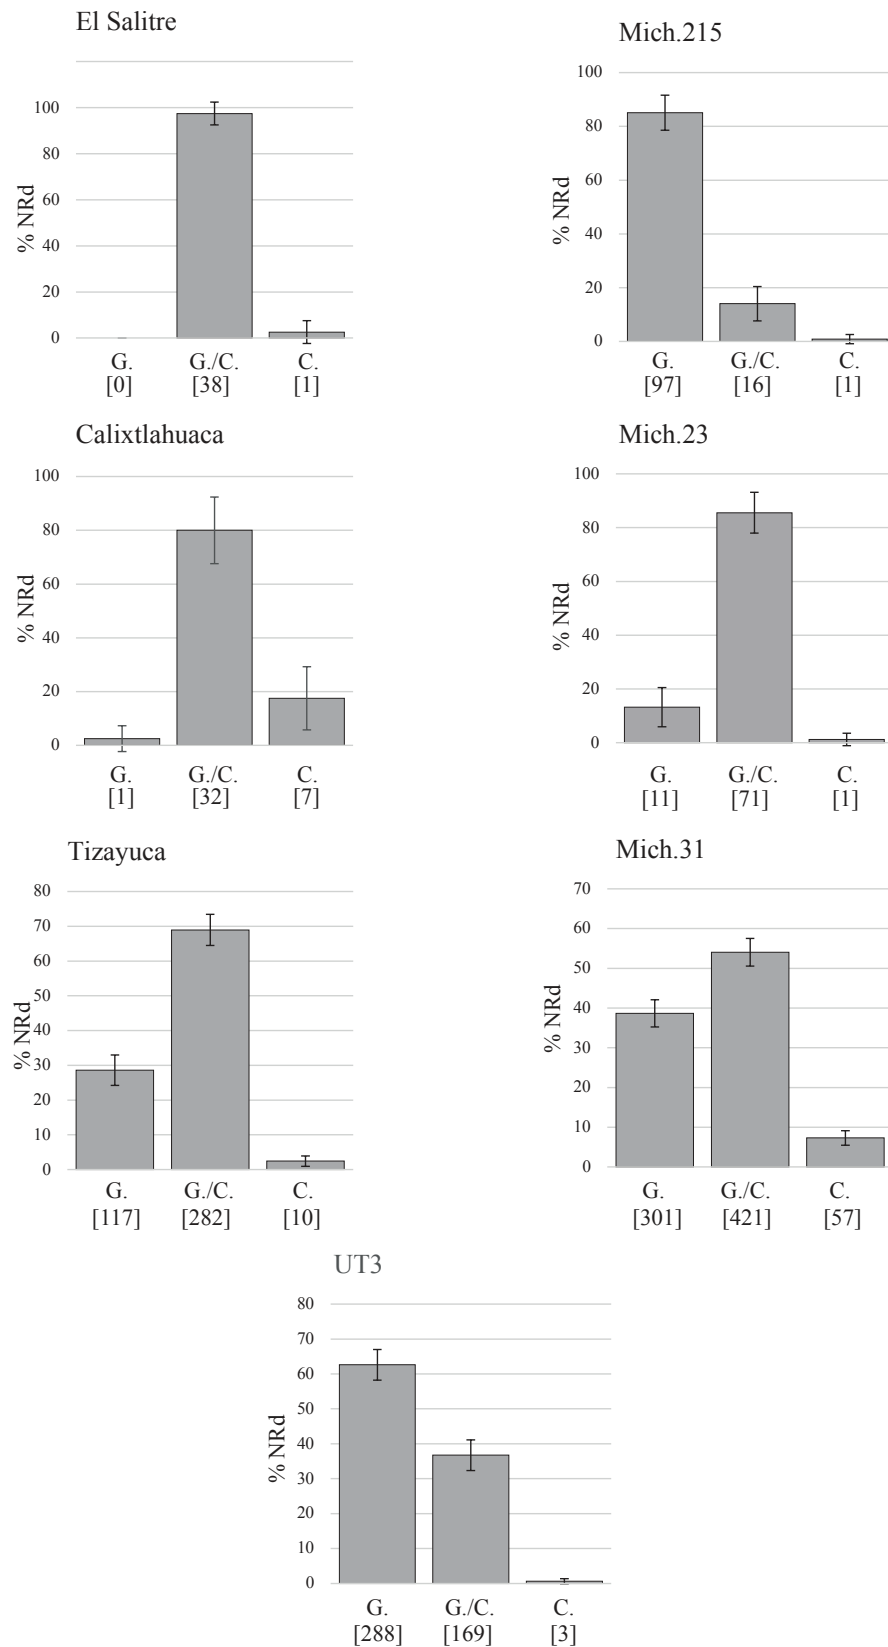 El Salitre
% NRd
100
80
60
40
20
0
G. G./C. C.
[0] [38] [1]
Mich.215
% NRd
100
80
60
40
20
0
G. G./C. C.
[97] [16] [1]
Calixtlahuaca
% NRd
100
80
60
40
20
0
G. G./C. C.
[1] [32] [7]
Mich.23
% NRd
100
80
60
40
20
0
G. G./C. C.
[11] [71] [1]
Tizayuca
% NRd
80
70
60
50
40
30
20
10
0
G. G./C. C.
[117] [282] [10]
Mich.31
% NRd
70
60
50
40
30
20
10
0
G. G./C. C.
[301] [421] [57]
UT3
% NRd
80
70
60
50
40
30
20
10
0
G. G./C. C.
[288] [169] [3]